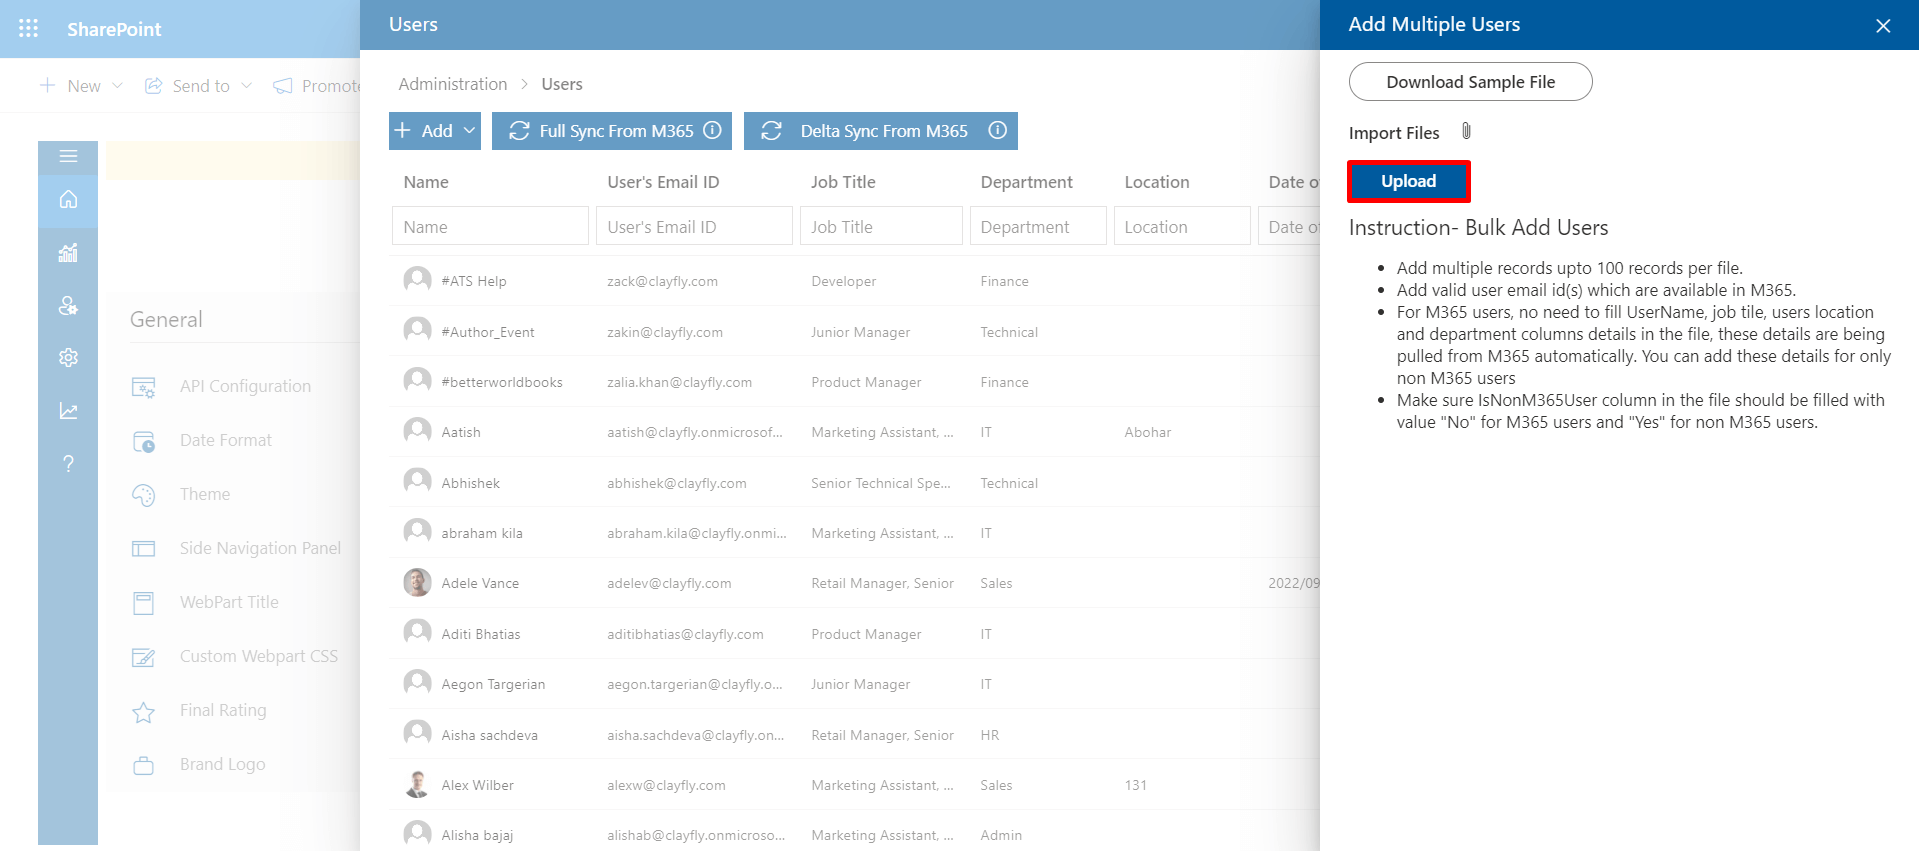 SharePoint
New
Send to
Promote
General
API Configuration
Date Format
Theme
Side Navigation Panel
WebPart Title
Custom Webpart CSS
Final Rating
Brand Logo
?
Users
Administration > Users
Add
Full Sync From M365
Delta Sync From M365
Name User's Email ID Job Title Department Location Date of
Name User's Email ID Job Title Department Location Date of
#ATS Help zack@clayfly.com Developer Finance
#Author_Event zakin@clayfly.com Junior Manager Technical
#betterworldbooks zalia.khan@clayfly.com Product Manager Finance
Aatish aatish@clayfly.onmicrosof... Marketing Assistant, ... IT Abohar
Abhishek abhishek@clayfly.com Senior Technical Spe... Technical
abraham kila abraham.kila@clayfly.onmi... Marketing Assistant, ... IT
Adele Vance adelev@clayfly.com Retail Manager, Senior Sales 2022/09
Aditi Bhatias aditibhatias@clayfly.com Product Manager IT
Aegon Targerian aegon.targerian@clayfly.o... Junior Manager IT
Aisha sachdeva aisha.sachdeva@clayfly.on... Retail Manager, Senior HR
Alex Wilber alexw@clayfly.com Marketing Assistant, ... Sales 131
Alisha bajaj alishab@clayfly.onmicroso... Marketing Assistant, ... Admin
Add Multiple Users
Download Sample File
Import Files
Upload
Instruction- Bulk Add Users
• Add multiple records upto 100 records per file.
• Add valid user email id(s) which are available in M365.
• For M365 users, no need to fill UserName, job tile, users location
and department columns details in the file, these details are being
pulled from M365 automatically. You can add these details for only
non M365 users
• Make sure IsNonM365User column in the file should be filled with
value "No" for M365 users and "Yes" for non M365 users.